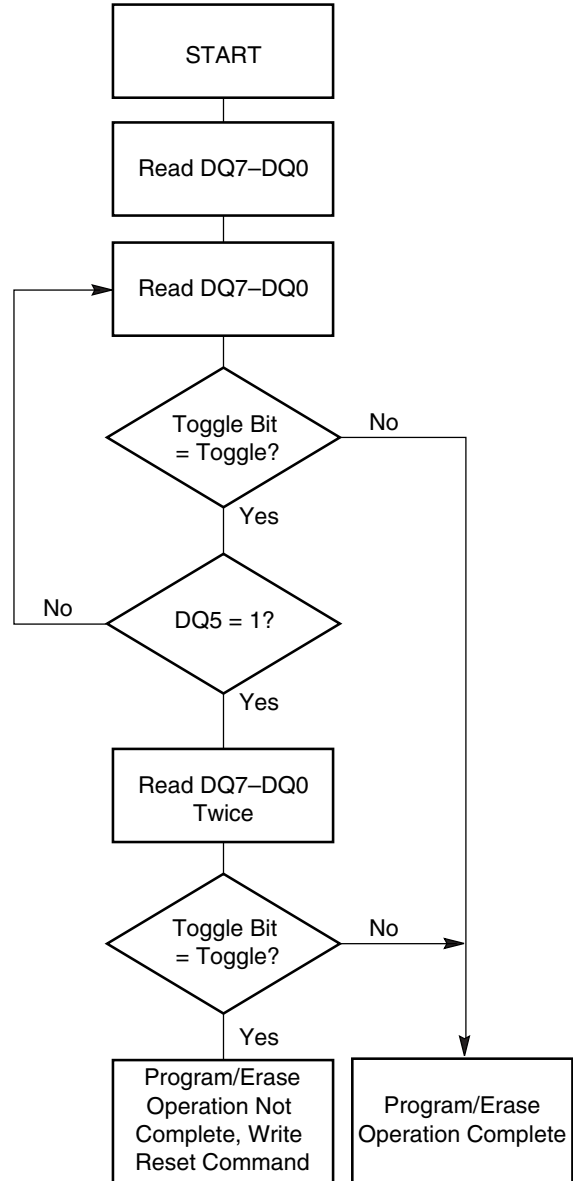 START
Read DQ7–DQ0
Read DQ7–DQ0
Toggle Bit
= Toggle?
No
Yes
No
DQ5 = 1?
Yes
Read DQ7–DQ0
Twice
Toggle Bit
= Toggle?
No
Yes
Program/Erase
Operation Not
Complete, Write
Reset Command
Program/Erase
Operation Complete